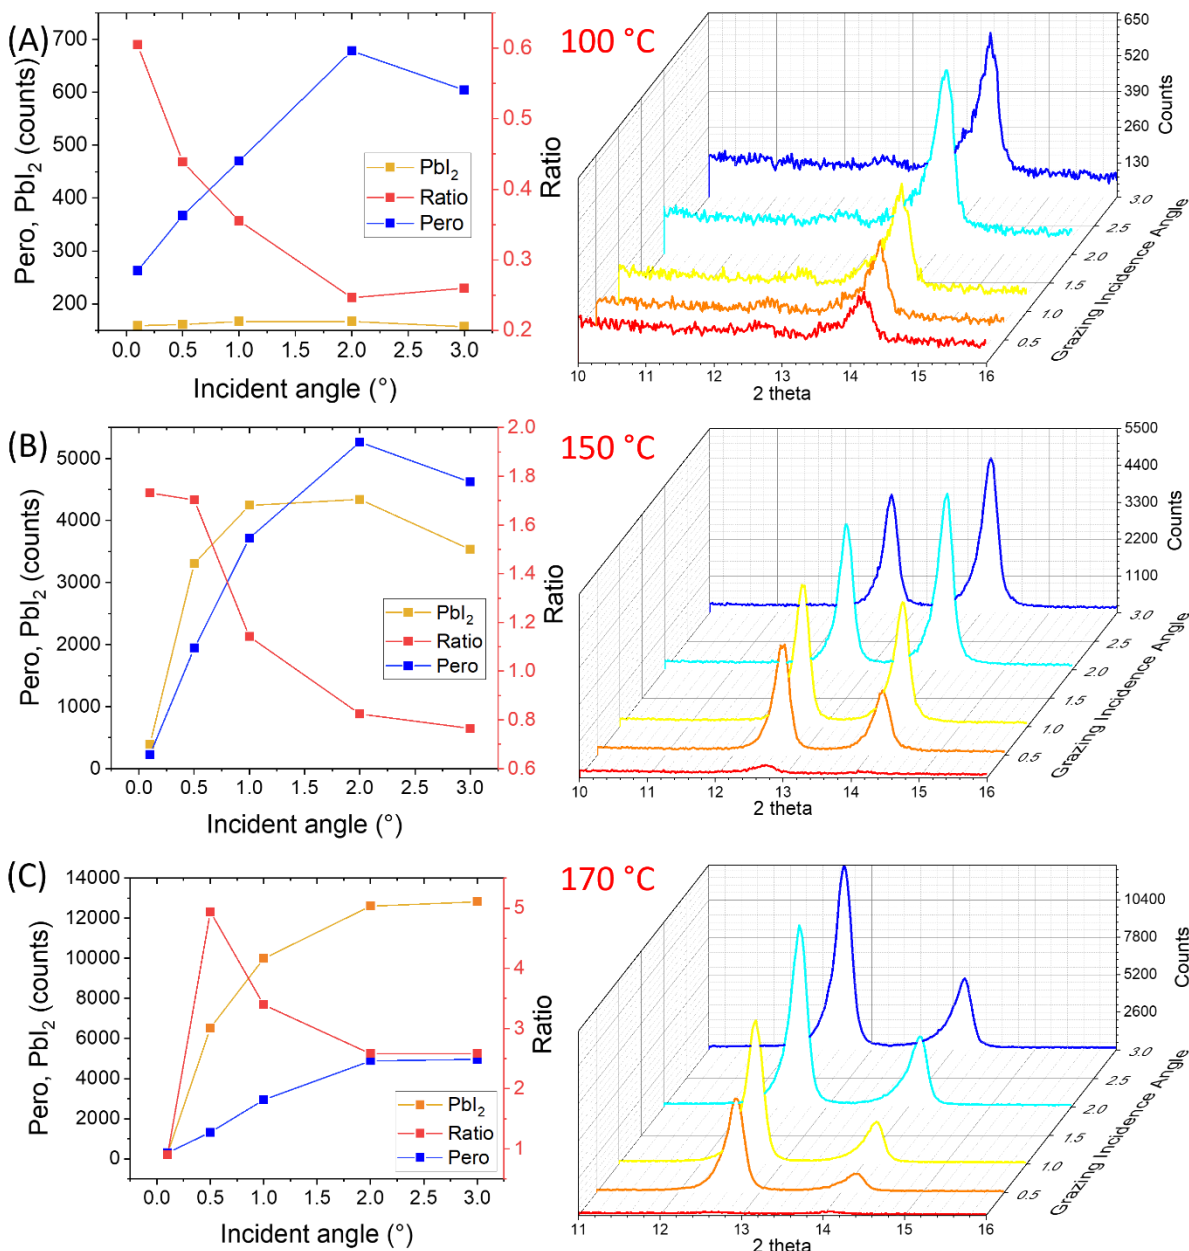 (A)
Pero, PbI₂ (counts)
700
600
500
400
300
200
0.0 0.5 1.0 1.5 2.0 2.5 3.0
Incident angle (°)
PbI₂
Ratio
Pero
0.6
0.5
0.4
0.3
0.2
Ratio
100 °C
650
520
390
260
130
Counts
3.0
2.5
2.0
1.5
1.0
0.5
Grazing Incidence Angle
10 11 12 13 14 15 16
2 theta
(B)
Pero, PbI₂ (counts)
5000
4000
3000
2000
1000
0
0.0 0.5 1.0 1.5 2.0 2.5 3.0
Incident angle (°)
PbI₂
Ratio
Pero
2.0
1.8
1.6
1.4
1.2
1.0
0.8
0.6
Ratio
150 °C
5500
4400
3300
2200
1100
Counts
3.0
2.5
2.0
1.5
1.0
0.5
Grazing Incidence Angle
10 11 12 13 14 15 16
2 theta
(C)
Pero, PbI₂ (counts)
14000
12000
10000
8000
6000
4000
2000
0
0.0 0.5 1.0 1.5 2.0 2.5 3.0
Incident angle (°)
PbI₂
Ratio
Pero
5
4
3
2
1
Ratio
170 °C
10400
7800
5200
2600
Counts
3.0
2.5
2.0
1.5
1.0
0.5
Grazing Incidence Angle
11 12 13 14 15 16
2 theta